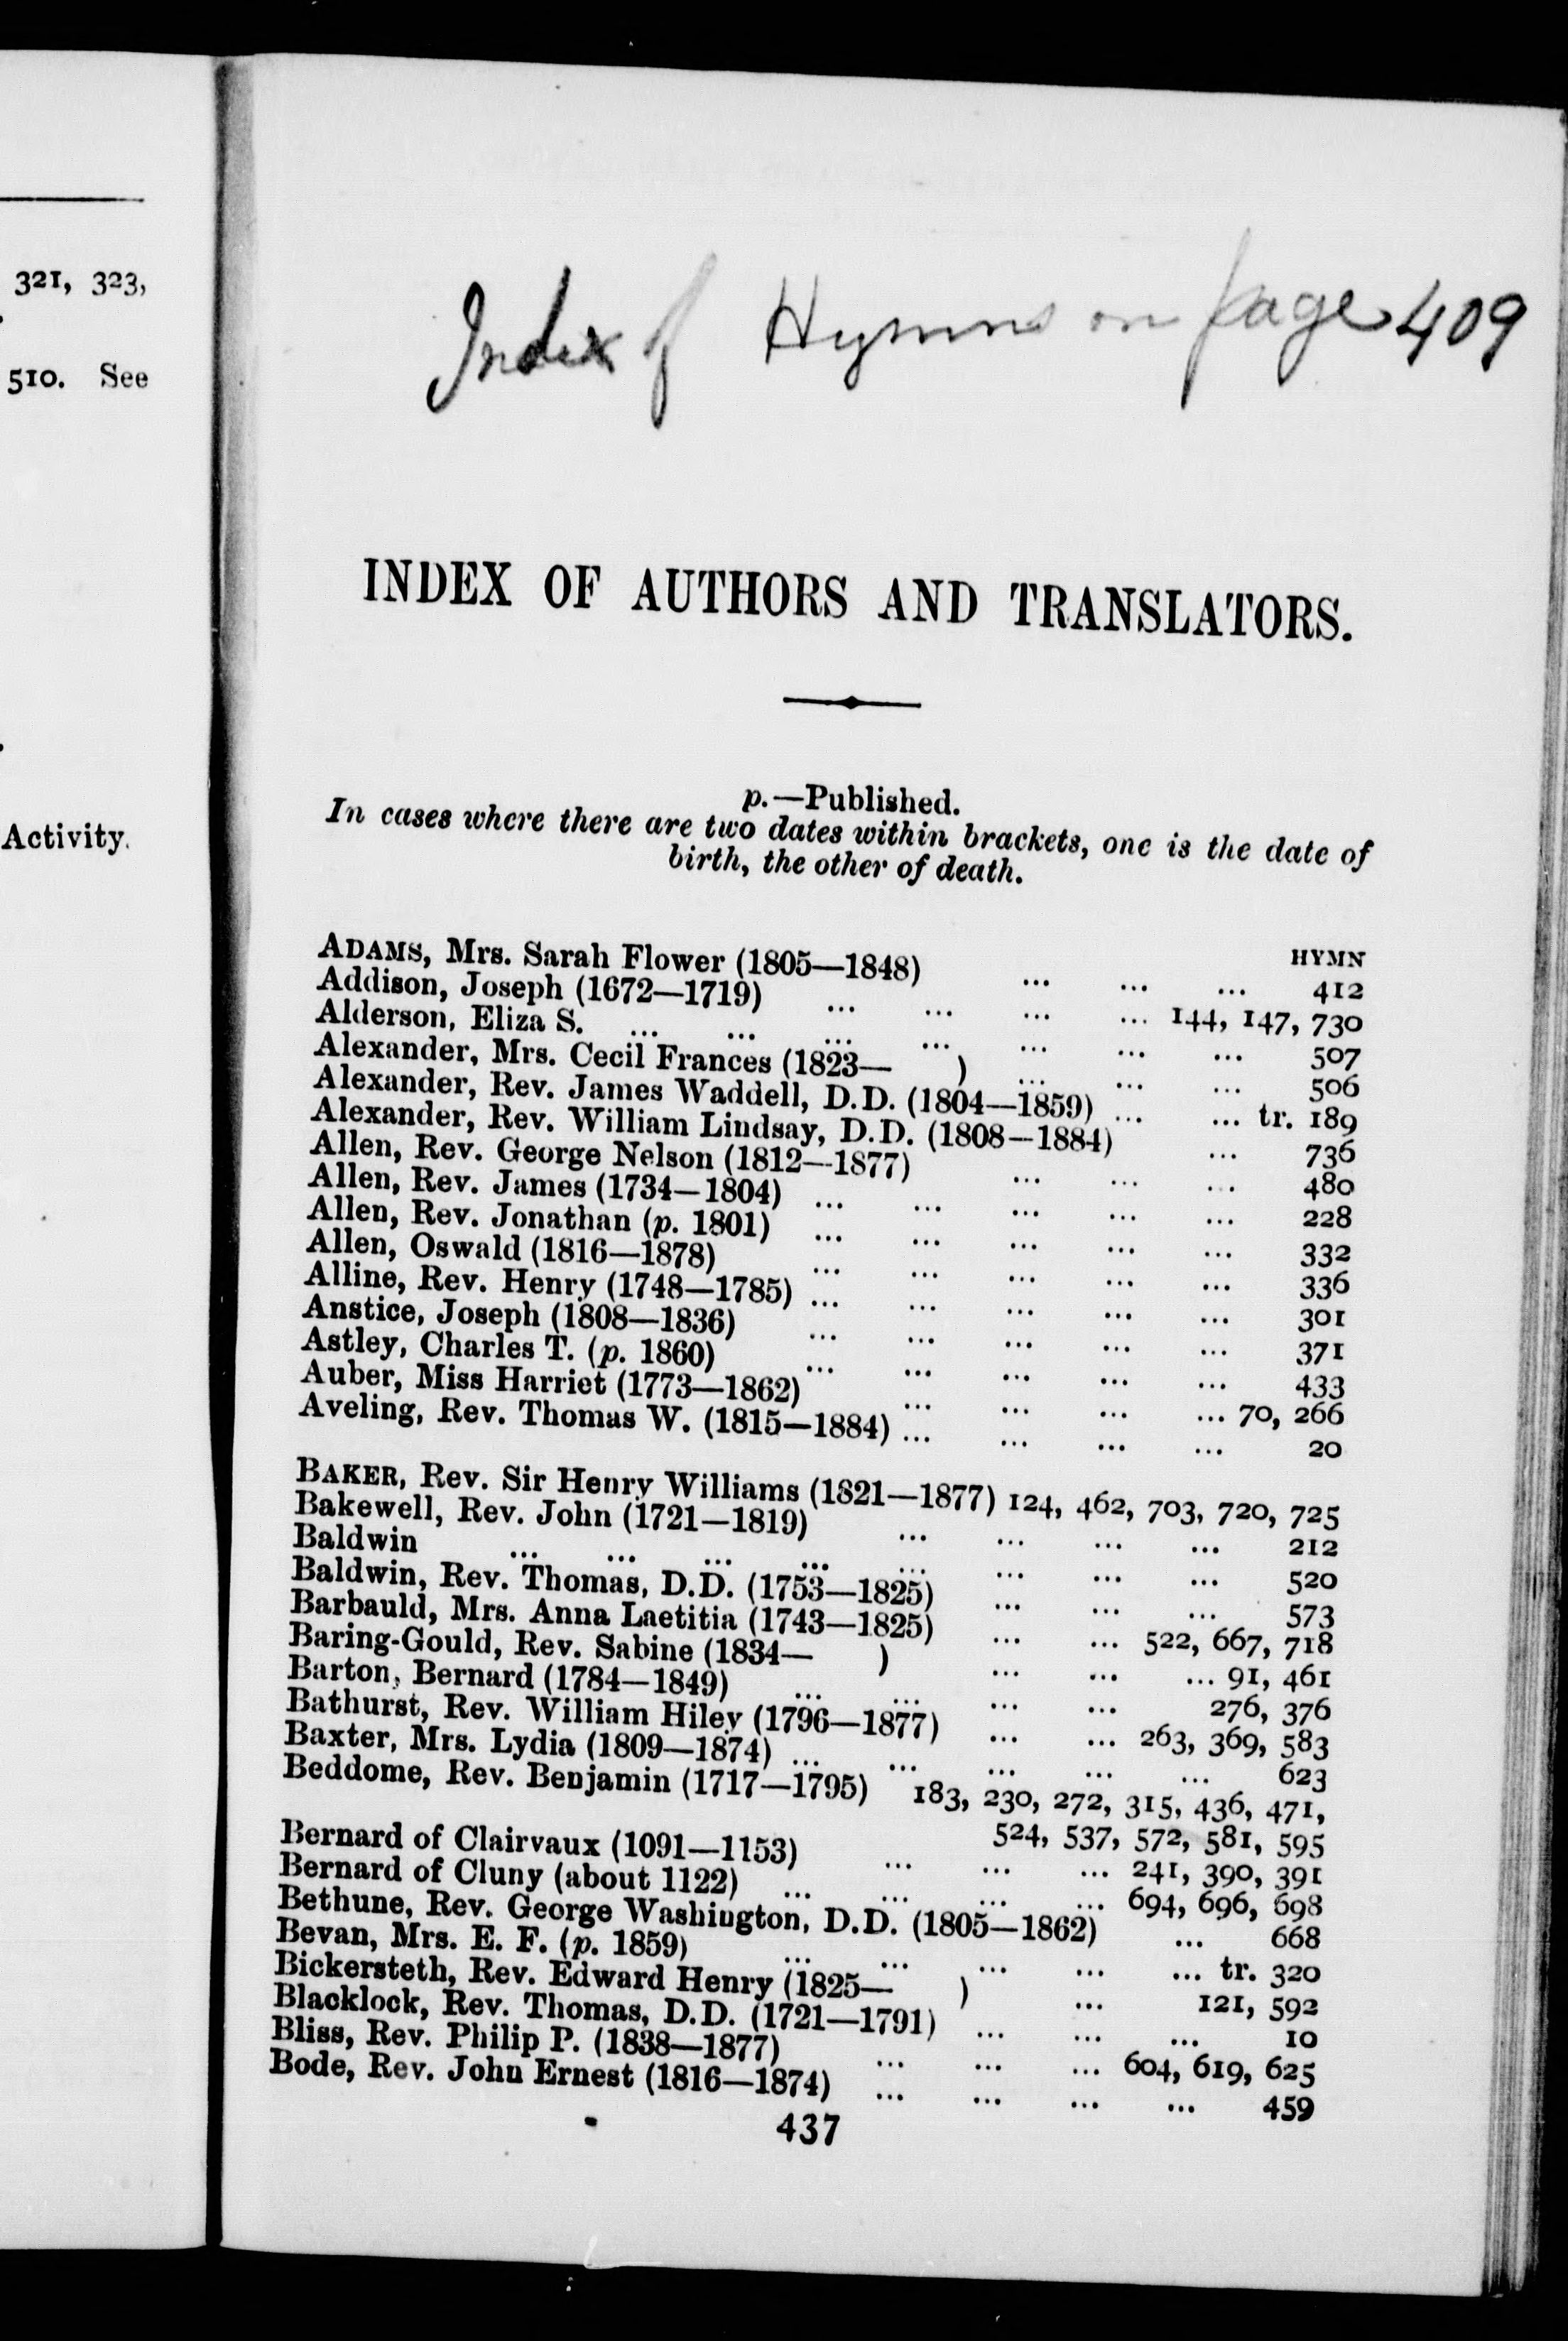 321, 323,
510. See
Activity.
Index of Hymns on page 409
INDEX OF AUTHORS AND TRANSLATORS.
p.—Published.
In cases where there are two dates within brackets, one is the date of
birth, the other of death.
HYMN
ADAMS, Mrs. Sarah Flower (1805—1848) ... ... ... 412
Addison, Joseph (1672—1719) ... ... ... ... 144, 147, 730
Alderson, Eliza S. ... ... ... ... ... ... ... 507
Alexander, Mrs. Cecil Frances (1823— ) ... ... ... 506
Alexander, Rev. James Waddell, D.D. (1804—1859) ... ... tr. 189
Alexander, Rev. William Lindsay, D.D. (1808—1884) ... 736
Allen, Rev. George Nelson (1812—1877) ... ... ... 480
Allen, Rev. James (1734—1804) ... ... ... ... ... 228
Allen, Rev. Jonathan (p. 1801) ... ... ... ... ... 332
Allen, Oswald (1816—1878) ... ... ... ... ... 336
Alline, Rev. Henry (1748—1785) ... ... ... ... ... 301
Anstice, Joseph (1808—1836) ... ... ... ... ... 371
Astley, Charles T. (p. 1860) ... ... ... ... ... 433
Auber, Miss Harriet (1773—1862) ... ... ... ... 70, 266
Aveling, Rev. Thomas W. (1815—1884) ... ... ... ... 20
BAKER, Rev. Sir Henry Williams (1821—1877) 124, 462, 703, 720, 725
Bakewell, Rev. John (1721—1819) ... ... ... ... 212
Baldwin ... ... ... ... ... ... ... ... 520
Baldwin, Rev. Thomas, D.D. (1753—1825) ... ... ... 573
Barbauld, Mrs. Anna Laetitia (1743—1825) ... ... 522, 667, 718
Baring-Gould, Rev. Sabine (1834— ) ... ... ... 91, 461
Barton, Bernard (1784—1849) ... ... ... ... 276, 376
Bathurst, Rev. William Hiley (1796—1877) ... ... 263, 369, 583
Baxter, Mrs. Lydia (1809—1874) ... ... ... ... ... 623
Beddome, Rev. Benjamin (1717—1795) 183, 230, 272, 315, 436, 471,
524, 537, 572, 581, 595
Bernard of Clairvaux (1091—1153) ... ... ... 241, 390, 391
Bernard of Cluny (about 1122) ... ... ... ... 694, 696, 698
Bethune, Rev. George Washington, D.D. (1805—1862) ... 668
Bevan, Mrs. E. F. (p. 1859) ... ... ... ... ... tr. 320
Bickersteth, Rev. Edward Henry (1825— ) ... 121, 592
Blacklock, Rev. Thomas, D.D. (1721—1791) ... ... ... 10
Bliss, Rev. Philip P. (1838—1877) ... ... ... 604, 619, 625
Bode, Rev. John Ernest (1816—1874) ... ... ... ... 459
437